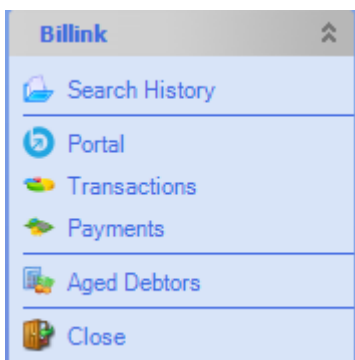 Billink
Search History
Portal
Transactions
Payments
Aged Debtors
Close